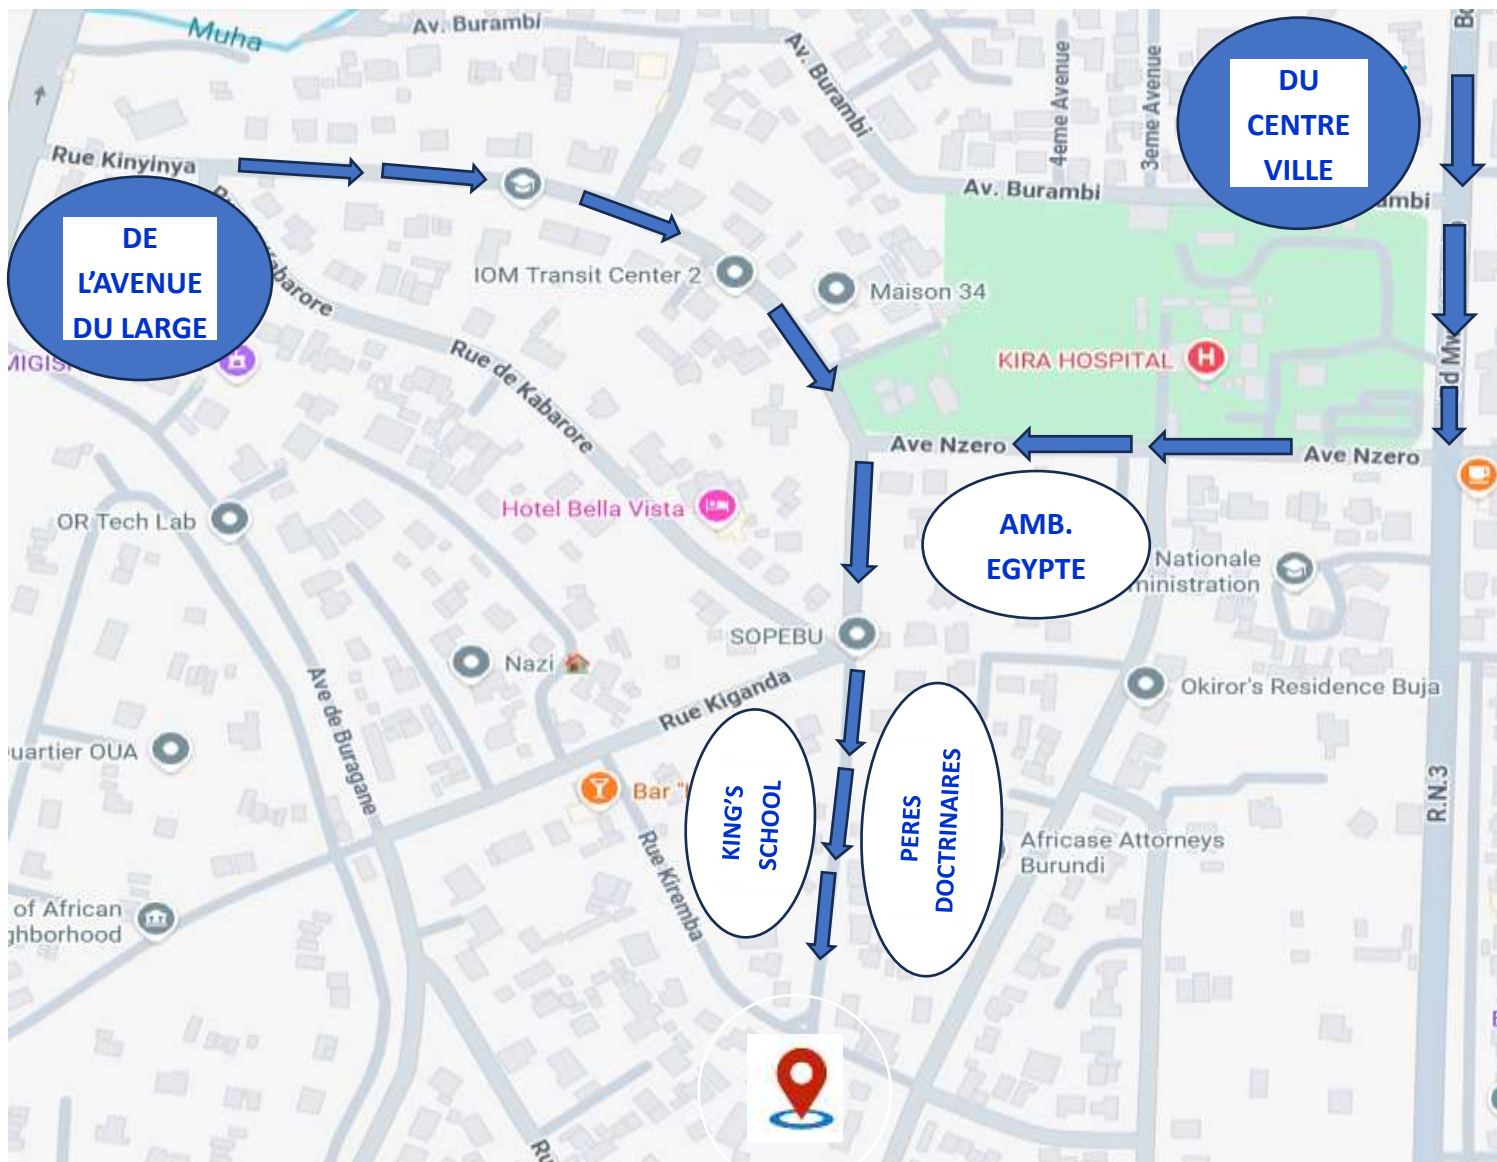 Muha
Av. Burambi
Av. Burambi
4eme Avenue
3eme Avenue
DU
CENTRE
VILLE
Rue Kinyinya
Av. Burambi
DE
L'AVENUE
DU LARGE
Kabarore
IOM Transit Center 2
Maison 34
Rue de Kabarore
KIRA HOSPITAL
H
Ave Nzero
Ave Nzero
Hotel Bella Vista
OR Tech Lab
AMB.
EGYPTE
Nationale
SOPEBU
Nazi
Rue Kiganda
Okiror's Residence Buja
Ave de Buragane
OUA
Bar
KING'S
SCHOOL
PERES
DOCTRINAIRES
R.N.3
Africase Attorneys
Burundi
Rue Kiremba
of African